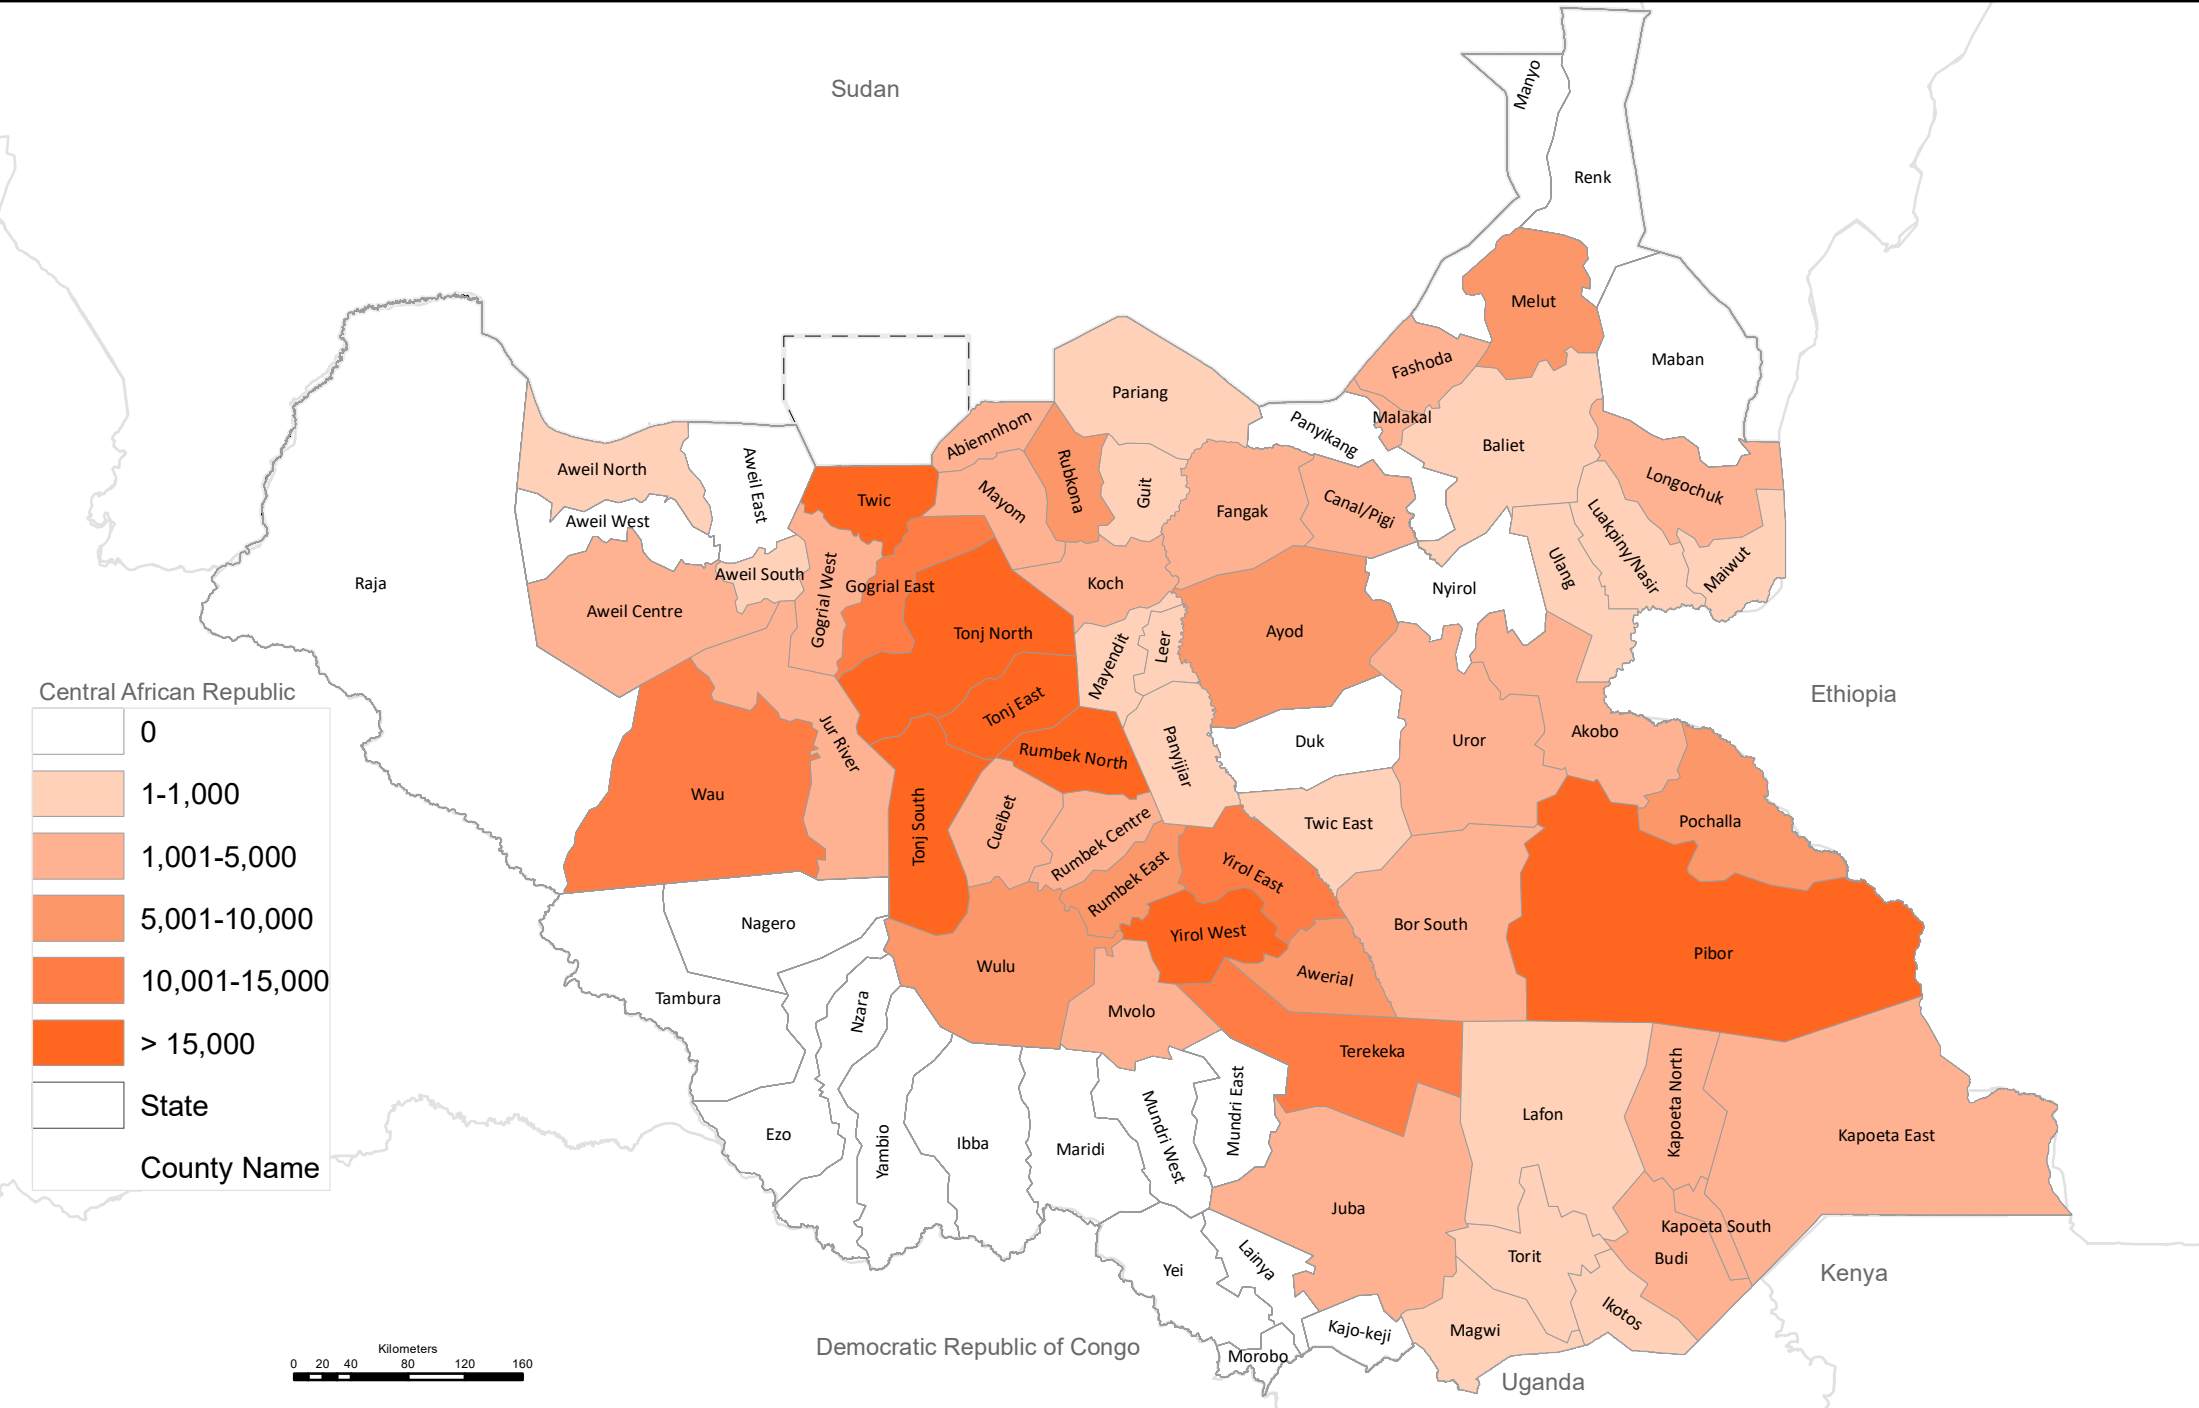 Sudan
Manyo
Renk
Melut
Maban
Fashoda
Pariang
Malakal
Panyikang
Baliet
Abiemnhom
Aweil North
Aweil East
Rubkona
Guit
Longochuk
Twic
Mayom
Fangak
Canal/Pigi
Aweil West
Luakpiny/Nasir
Ulang
Maiwut
Aweil South
Gogrial West
Gogrial East
Koch
Nyirol
Raja
Aweil Centre
Tonj North
Mayendit
Leer
Ayod
Ethiopia
Tonj East
Jur River
Rumbek North
Panyijiar
Duk
Uror
Akobo
Wau
Tonj South
Cueibet
Rumbek Centre
Twic East
Pochalla
Rumbek East
Yirol East
Nagero
Yirol West
Bor South
Pibor
Wulu
Awerial
Tambura
Nzara
Mvolo
Terekeka
Mundri East
Lafon
Kapoeta North
Kapoeta East
Ezo
Yambio
Ibba
Maridi
Mundri West
Juba
Kapoeta South
Budi
Torit
Lainya
Yei
Ikotos
Kenya
Magwi
Kajo-keji
Morobo
Democratic Republic of Congo
Uganda
Central African Republic
0
1-1,000
1,001-5,000
5,001-10,000
10,001-15,000
> 15,000
State
County Name
Kilometers
0 20 40 80 120 160